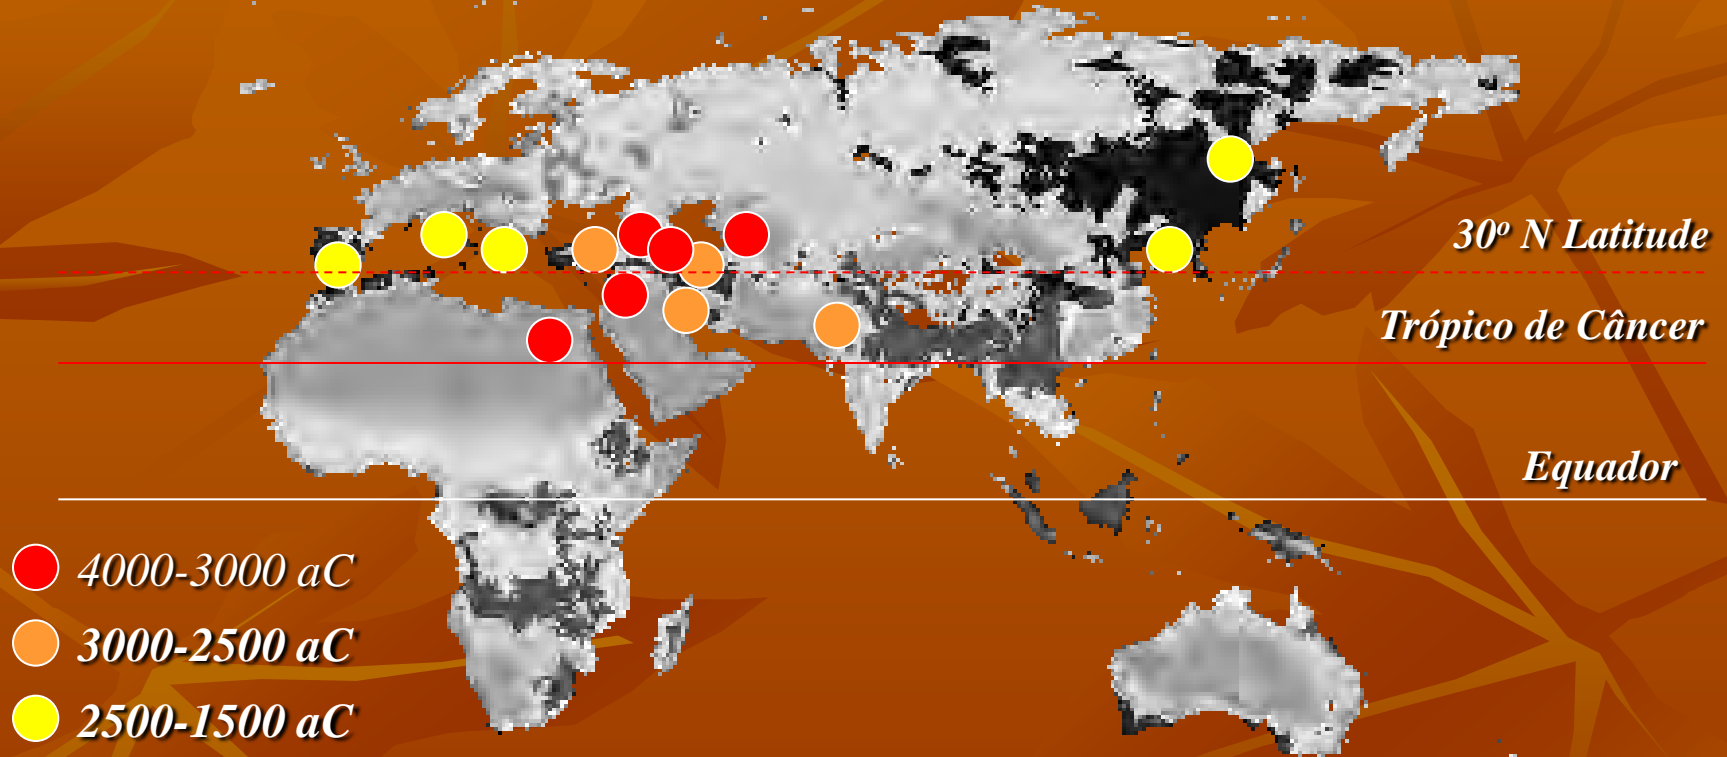 30º N Latitude
Trópico de Câncer
Equador
4000-3000 aC
3000-2500 aC
2500-1500 aC